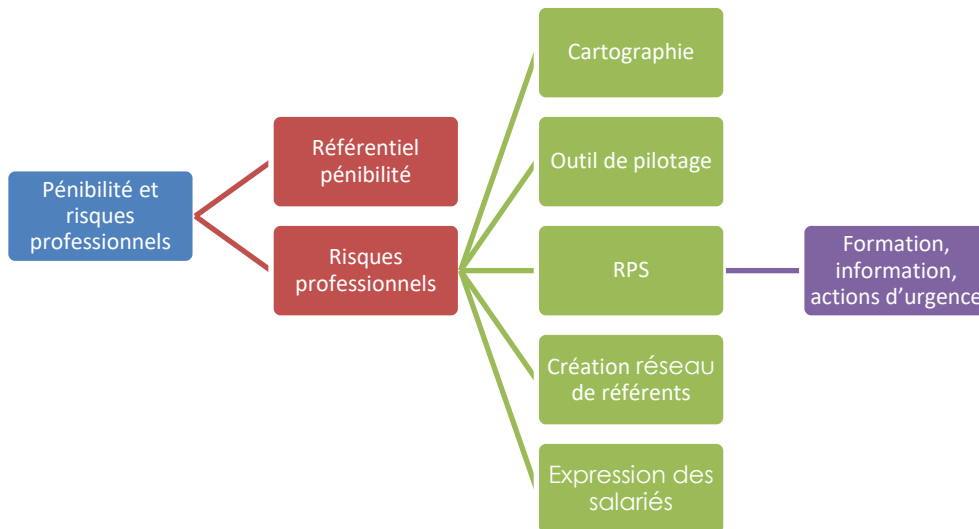 Pénibilité et
risques
professionnels
Référentiel
pénibilité
Risques
professionnels
Cartographie
Outil de pilotage
RPS
Création réseau
de référents
Expression des
salariés
Formation,
information,
actions d’urgence